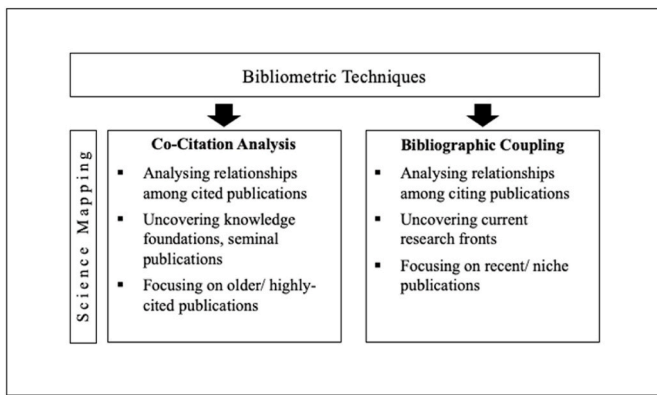 Bibliometric Techniques
Science Mapping
Co-Citation Analysis
▪ Analysing relationships
among cited publications
▪ Uncovering knowledge
foundations, seminal
publications
▪ Focusing on older/ highly-
cited publications
Bibliographic Coupling
▪ Analysing relationships
among citing publications
▪ Uncovering current
research fronts
▪ Focusing on recent/ niche
publications